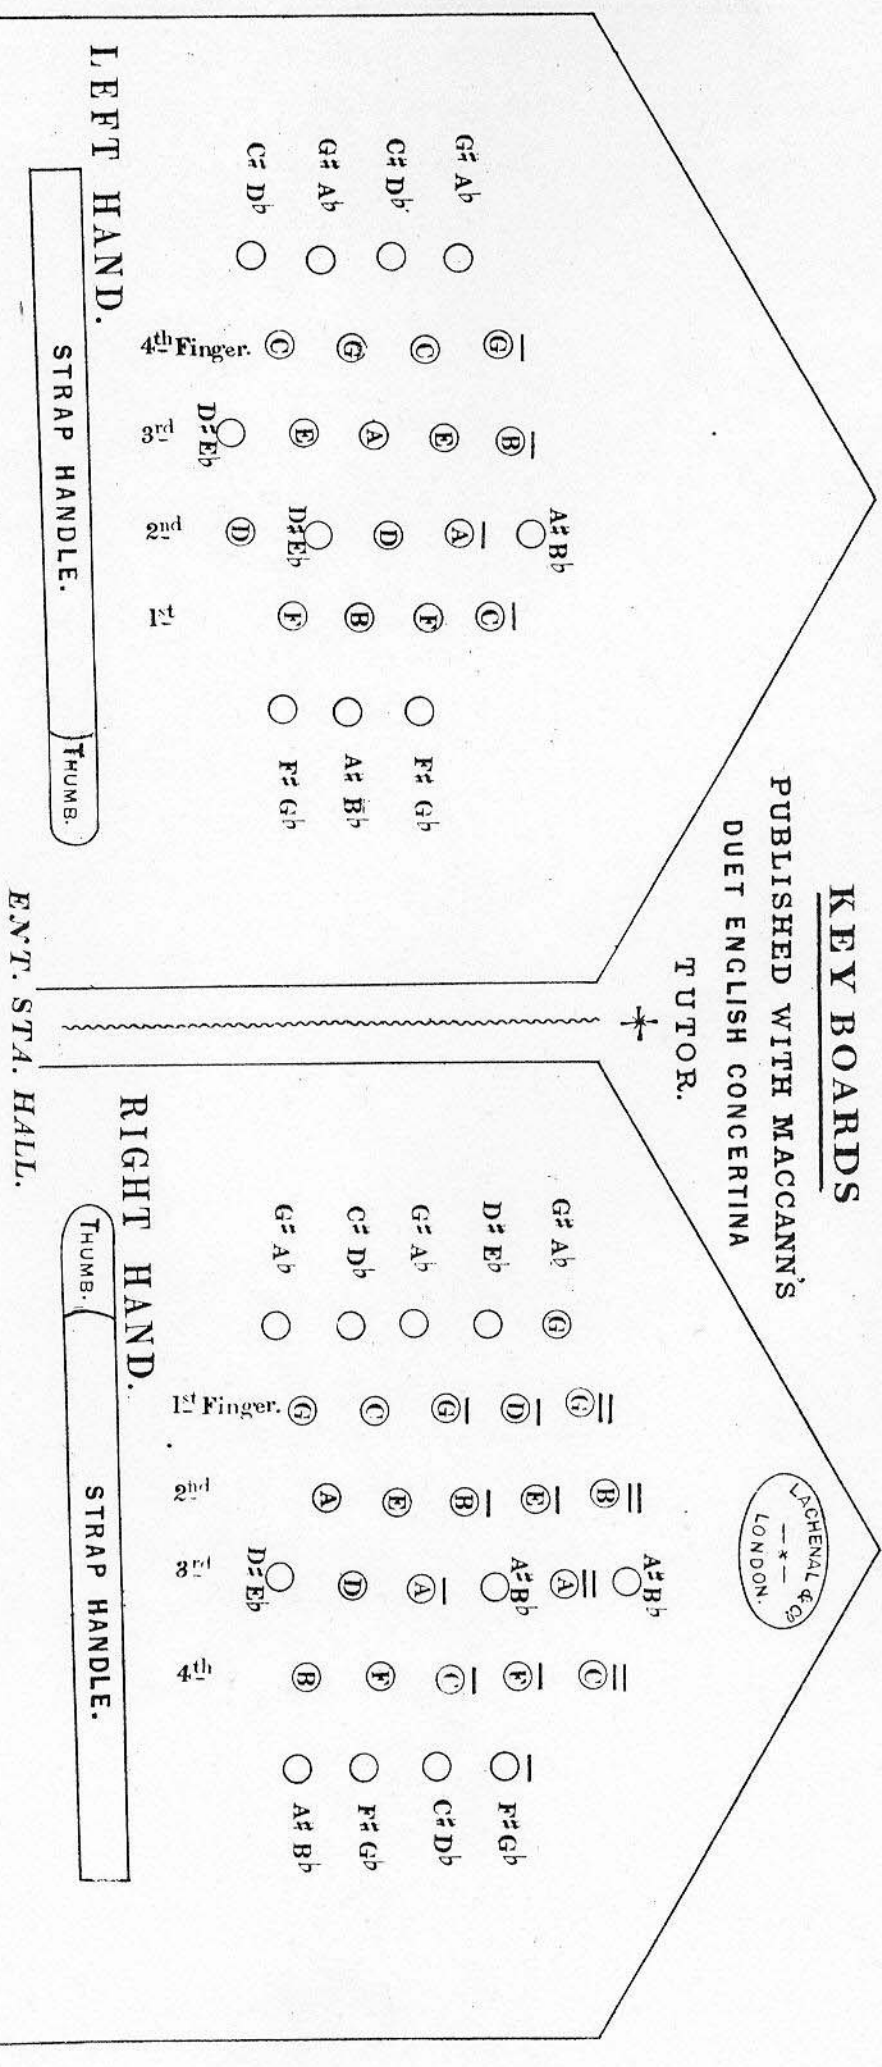 KEY BOARDS
PUBLISHED WITH MACCANN'S
DUET ENGLISH CONCERTINA
TUTOR.
A♯ B♭
G♯ A♭ G B A C
C♯ D♭ C E D F F♯ G♭
G♯ A♭ G A D♯ E♭ B A♯ B♭
C♯ D♭ C E D F F♯ G♭
D♯ E♭
4th Finger. 3rd 2nd 1st
LEFT HAND.
STRAP HANDLE. THUMB.
LACHENAL & Co
LONDON.
A♯ B♭
G♯ A♭ G G B A C
D♯ E♭ D E A♯ B♭ F F♯ G♭
G♯ A♭ G B A C C♯ D♭
C♯ D♭ C E D F F♯ G♭
G♯ A♭ G A D♯ E♭ B A♯ B♭
1st Finger. 2nd 3rd 4th
RIGHT HAND.
THUMB. STRAP HANDLE.
ENT. STA. HALL.